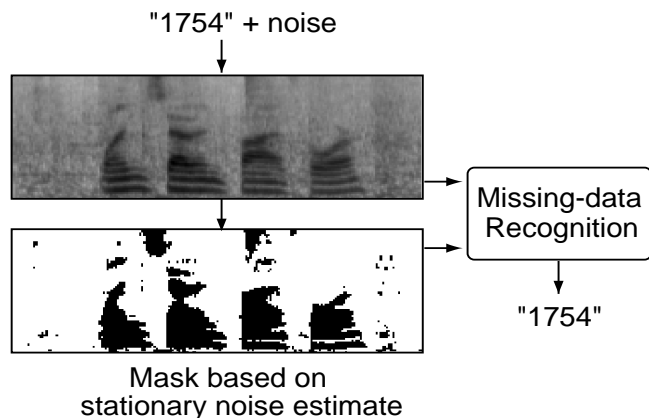 "1754" + noise
Missing-data
Recognition
"1754"
Mask based on
stationary noise estimate